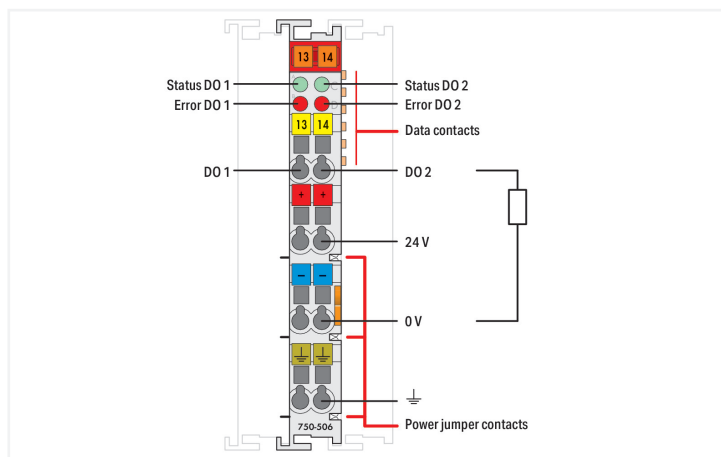 13 14
Status DO 1
Status DO 2
C
Error DO 1
Error DO 2
D
13 14
Data contacts
DO 1
DO 2
+ +
24 V
– –
0 V
Power jumper contacts
750-506